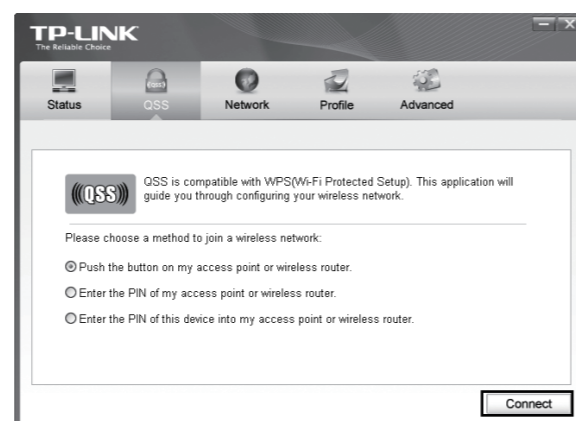 TP-LINK
The Reliable Choice
Status
QSS
Network
Profile
Advanced
(((QSS)))
QSS is compatible with WPS(Wi-Fi Protected Setup). This application will
guide you through configuring your wireless network.
Please choose a method to join a wireless network:
Push the button on my access point or wireless router.
Enter the PIN of my access point or wireless router.
Enter the PIN of this device into my access point or wireless router.
Connect